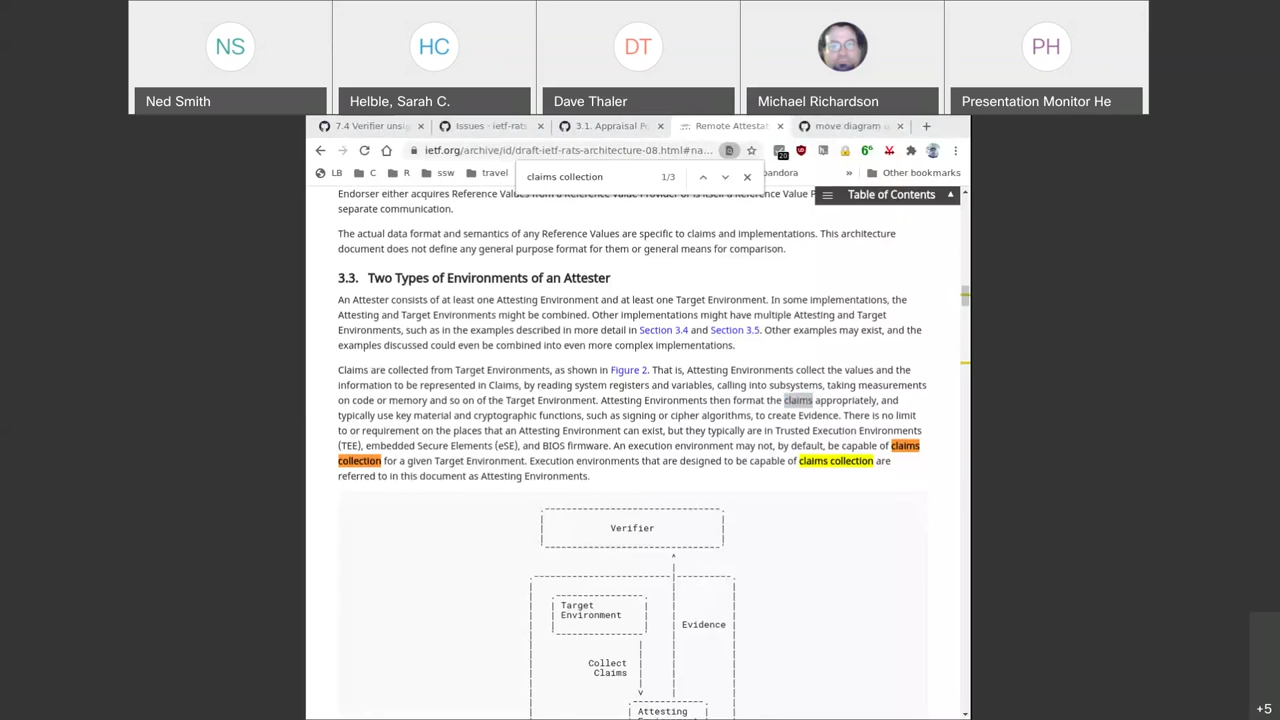 NS
HC
DT
PH
Ned Smith
Helble, Sarah C.
Dave Thaler
Michael Richardson
Presentation Monitor He
7.4 Verifier unsig
Issues · ietf-rats
3.1. Appraisal Po
Remote Attestat
move diagram u
ietf.org/archive/id/draft-ietf-rats-architecture-08.html#na...
20
LB
C
R
ssw
travel
pandora
»
Other bookmarks
claims collection
1/3
Table of Contents
Endorser either acquires Reference Values from a Reference Value Provider or is itself a Reference Value P
separate communication.
The actual data format and semantics of any Reference Values are specific to claims and implementations. This architecture
document does not define any general purpose format for them or general means for comparison.
3.3. Two Types of Environments of an Attester
An Attester consists of at least one Attesting Environment and at least one Target Environment. In some implementations, the
Attesting and Target Environments might be combined. Other implementations might have multiple Attesting and Target
Environments, such as in the examples described in more detail in Section 3.4 and Section 3.5. Other examples may exist, and the
examples discussed could even be combined into even more complex implementations.
Claims are collected from Target Environments, as shown in Figure 2. That is, Attesting Environments collect the values and the
information to be represented in Claims, by reading system registers and variables, calling into subsystems, taking measurements
on code or memory and so on of the Target Environment. Attesting Environments then format the claims appropriately, and
typically use key material and cryptographic functions, such as signing or cipher algorithms, to create Evidence. There is no limit
to or requirement on the places that an Attesting Environment can exist, but they typically are in Trusted Execution Environments
(TEE), embedded Secure Elements (eSE), and BIOS firmware. An execution environment may not, by default, be capable of claims
collection for a given Target Environment. Execution environments that are designed to be capable of claims collection are
referred to in this document as Attesting Environments.
Verifier
Target
Environment
Evidence
Collect
Claims
Attesting
+5